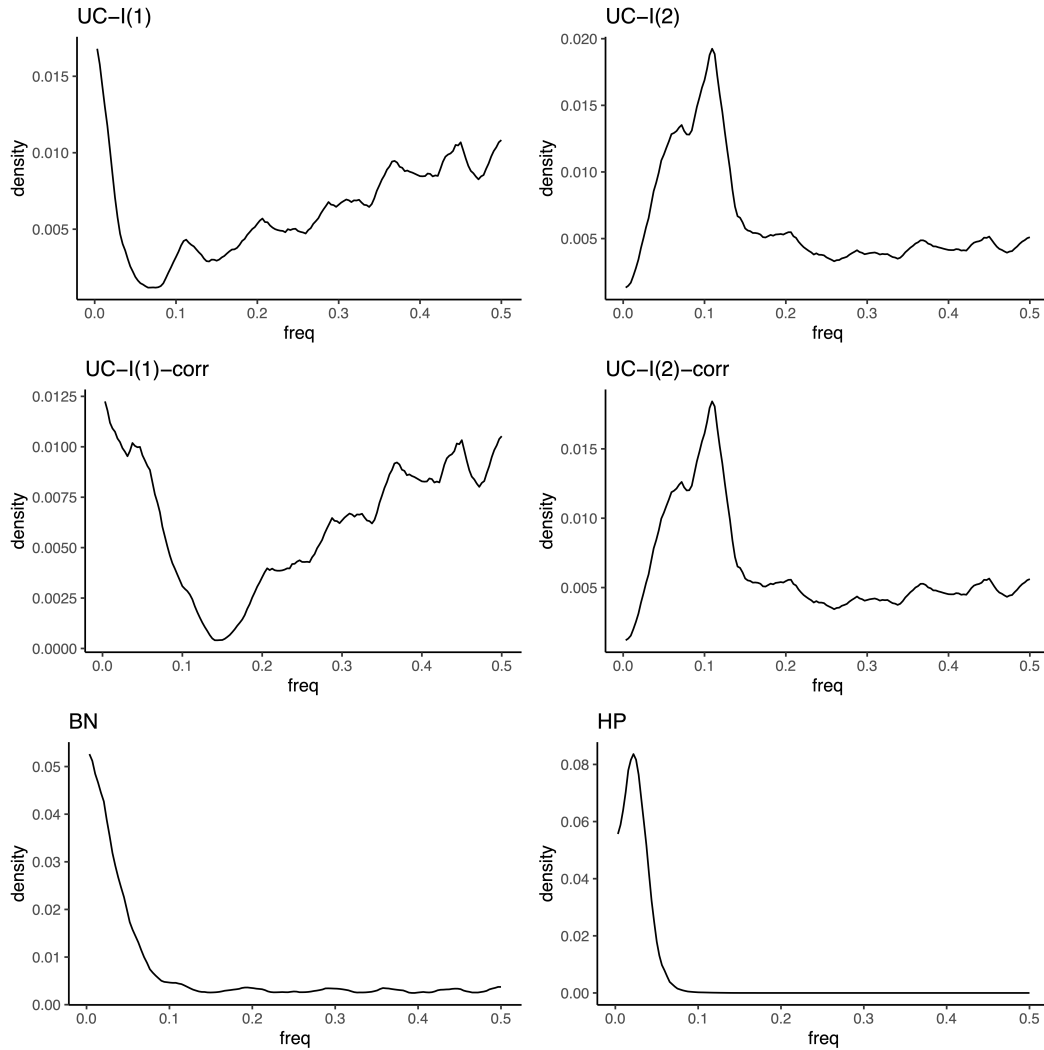 UC−I(1)
UC−I(2)
0.015
0.010
0.005
density
0.0 0.1 0.2 0.3 0.4 0.5
freq
0.020
0.015
0.010
0.005
density
0.0 0.1 0.2 0.3 0.4 0.5
freq
UC−I(1)−corr
UC−I(2)−corr
0.0125
0.0100
0.0075
0.0050
0.0025
0.0000
density
0.0 0.1 0.2 0.3 0.4 0.5
freq
0.015
0.010
0.005
density
0.0 0.1 0.2 0.3 0.4 0.5
freq
BN
HP
0.05
0.04
0.03
0.02
0.01
0.00
density
0.0 0.1 0.2 0.3 0.4 0.5
freq
0.08
0.06
0.04
0.02
0.00
density
0.0 0.1 0.2 0.3 0.4 0.5
freq